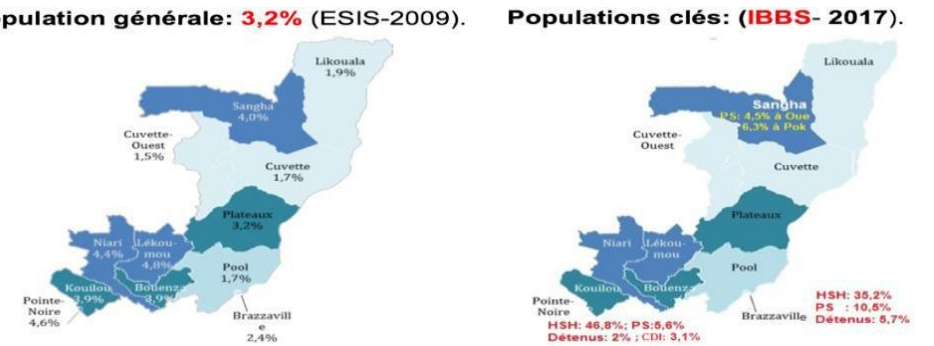 opulation générale: 3,2% (ESIS-2009).
Likouala
1,9%
Sangha
4,0%
Cuvette-
Ouest
1,5%
Cuvette
1,7%
Plateaux
3,2%
Niari
4,4%
Lékou-
mou
4,8%
Pool
1,7%
Kouilou
3,9%
Bouenza
3,9%
Pointe-
Noire
4,6%
Brazzavill
e
2,4%
Populations clés: (IBBS- 2017).
Likouala
Sangha
PS: 4,5% à Oue
6,3% à Pok
Cuvette-
Ouest
Cuvette
Plateaux
Niari
Lékou-
mou
Pool
Kouilou
Bouenza
Pointe-
Noire
HSH: 46,8%; PS:5,6%
Détenus: 2% ; CDI: 3,1%
Brazzaville
HSH: 35,2%
PS : 10,5%
Détenus: 5,7%